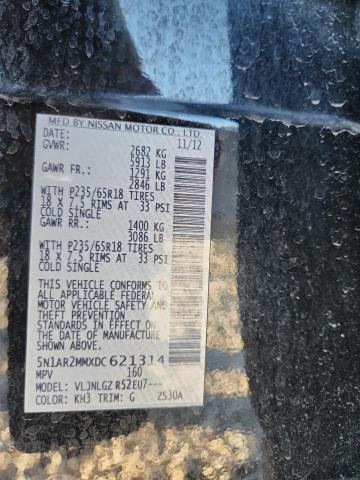 MFD BY NISSAN MOTOR CO., LTD.
DATE: 11/12
GVWR: 2682 KG
5913 LB
GAWR FR.: 1291 KG
2846 LB
WITH P235/65R18 TIRES
18 X 7.5 RIMS AT 33 PSI
COLD SINGLE
GAWR RR.: 1400 KG
3086 LB
WITH P235/65R18 TIRES
18 X 7.5 RIMS AT 33 PSI
COLD SINGLE
THIS VEHICLE CONFORMS TO
ALL APPLICABLE FEDERAL
MOTOR VEHICLE SAFETY AND
THEFT PREVENTION
STANDARDS IN EFFECT ON
THE DATE OF MANUFACTURE
SHOWN ABOVE.
5N1AR2MMXDC621314
MPV 160
MODEL: VLJNLGZ R52EU7---
COLOR: KH3 TRIM: G ZS30A